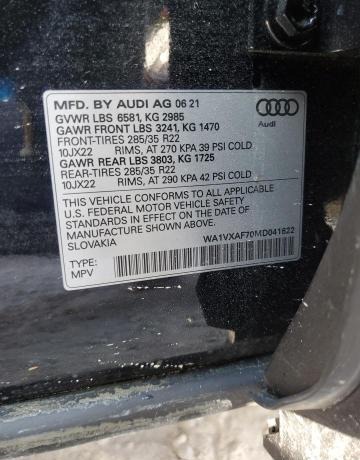 MFD. BY AUDI AG 06 21
GVWR LBS 6581, KG 2985
GAWR FRONT LBS 3241, KG 1470
FRONT-TIRES 285/35 R22
10JX22 RIMS, AT 270 KPA 39 PSI COLD
GAWR REAR LBS 3803, KG 1725
REAR-TIRES 285/35 R22
10JX22 RIMS, AT 290 KPA 42 PSI COLD
Audi
THIS VEHICLE CONFORMS TO ALL APPLICABLE
U.S. FEDERAL MOTOR VEHICLE SAFETY
STANDARDS IN EFFECT ON THE DATE OF
MANUFACTURE SHOWN ABOVE.
SLOVAKIA
WA1VXAF70MD041622
TYPE:
MPV